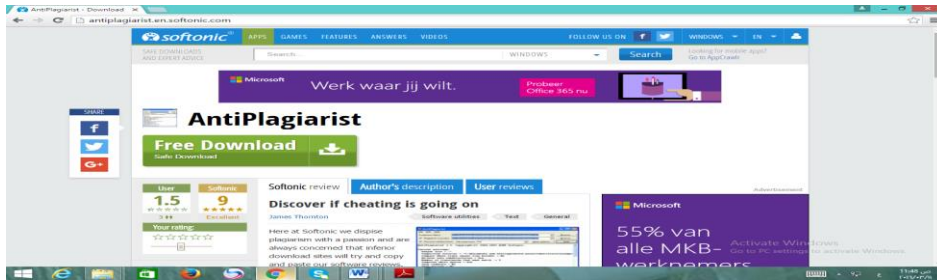 AntiPlagiarist - Download
antiplagiarist.en.softonic.com
softonic
APPS GAMES FEATURES ANSWERS VIDEOS
FOLLOW US ON
WINDOWS
EN
SAFE DOWNLOADS
AND EXPERT ADVICE
Search...
WINDOWS
Search
Looking for mobile apps?
Go to AppCrawlr
Microsoft
Werk waar jij wilt.
Probeer
Office 365 nu
SHARE
AntiPlagiarist
Free Download
Safe Download
User
Softonic
1.5
9
Excellent
Your rating:
Softonic review
Author's description
User reviews
Discover if cheating is going on
James Thornton
Software utilities
Text
General
Here at Softonic we dispise
plagiarism with a passion and are
always concerned that inferior
download sites will try and copy
and paste our software reviews.
Advertisement
Microsoft
55% van
alle MKB-
werknemers
Activate Windows
Go to PC settings to activate Windows.